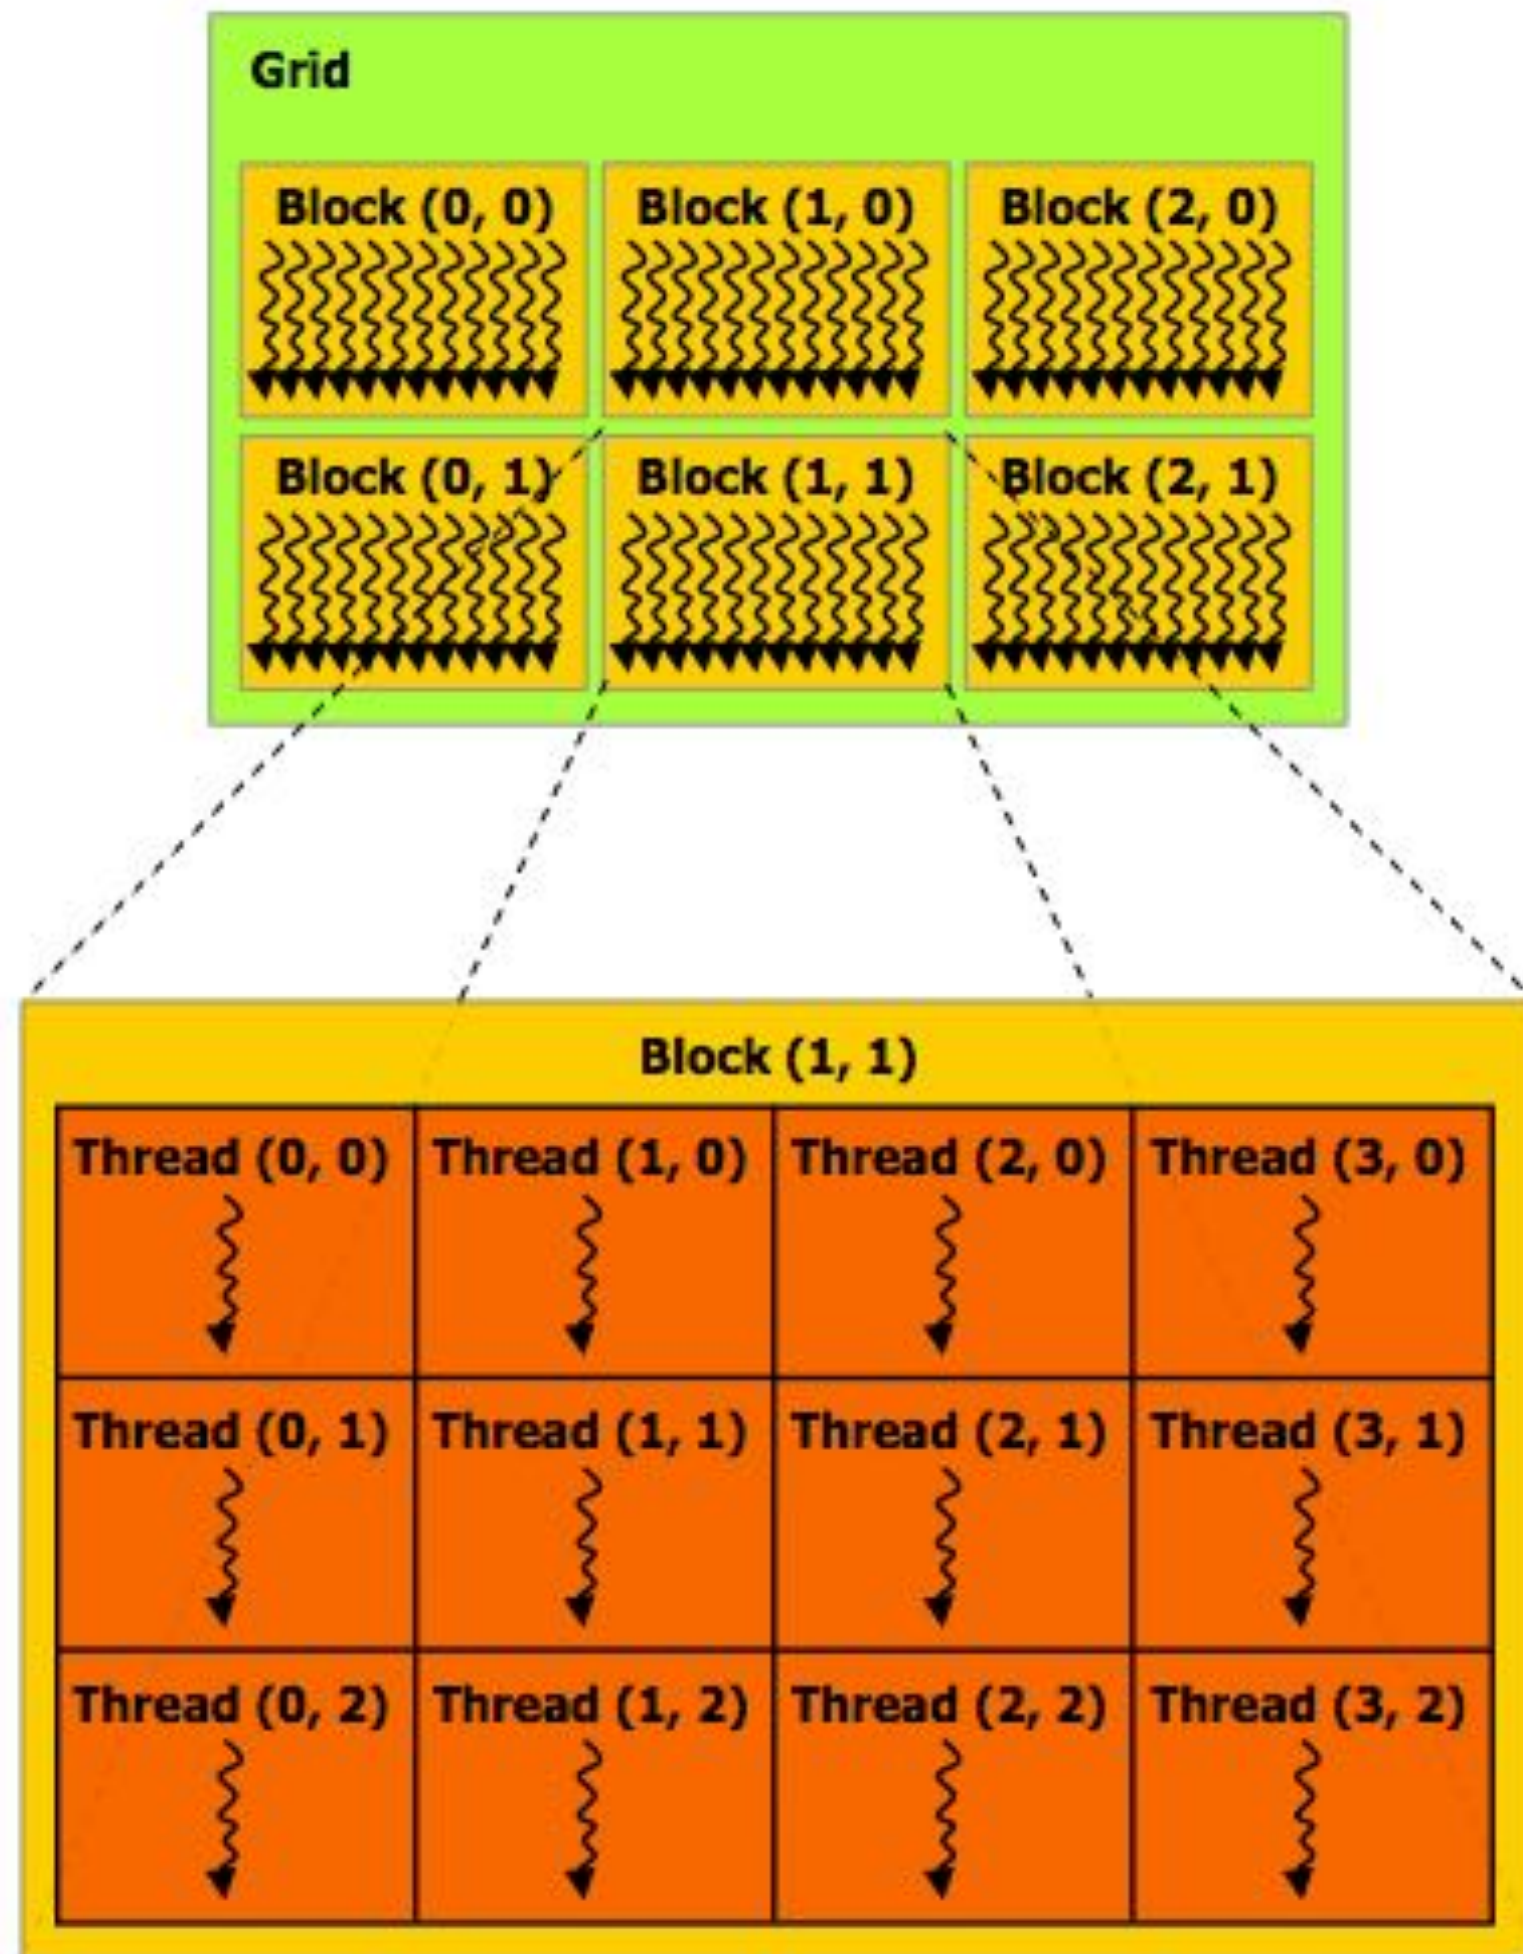 Grid
Block (0, 0) Block (1, 0) Block (2, 0)
Block (0, 1) Block (1, 1) Block (2, 1)
Block (1, 1)
Thread (0, 0) Thread (1, 0) Thread (2, 0) Thread (3, 0)
Thread (0, 1) Thread (1, 1) Thread (2, 1) Thread (3, 1)
Thread (0, 2) Thread (1, 2) Thread (2, 2) Thread (3, 2)